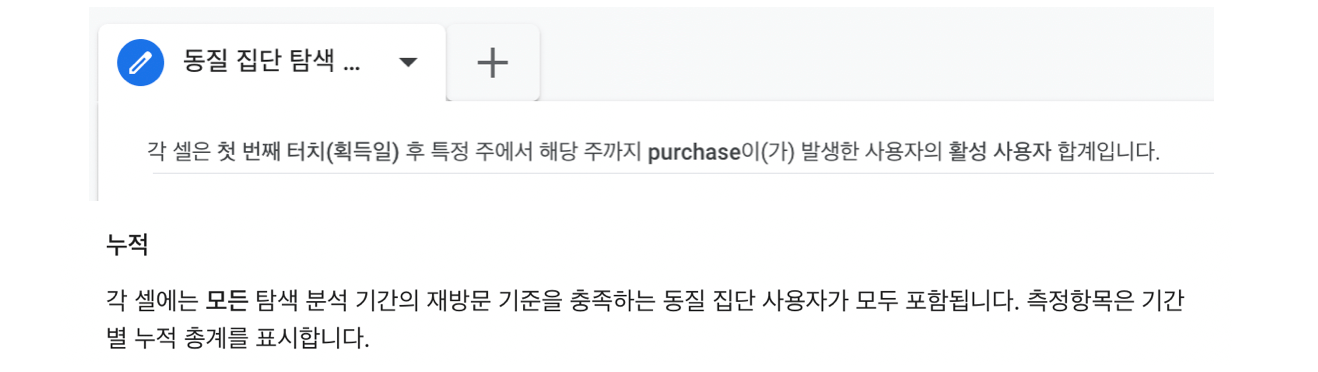 동질 집단 탐색 ...
각 셀은 첫 번째 터치(획득일) 후 특정 주에서 해당 주까지 purchase이(가) 발생한 사용자의 활성 사용자 합계입니다.
누적
각 셀에는 모든 탐색 분석 기간의 재방문 기준을 충족하는 동질 집단 사용자가 모두 포함됩니다. 측정항목은 기간
별 누적 총계를 표시합니다.